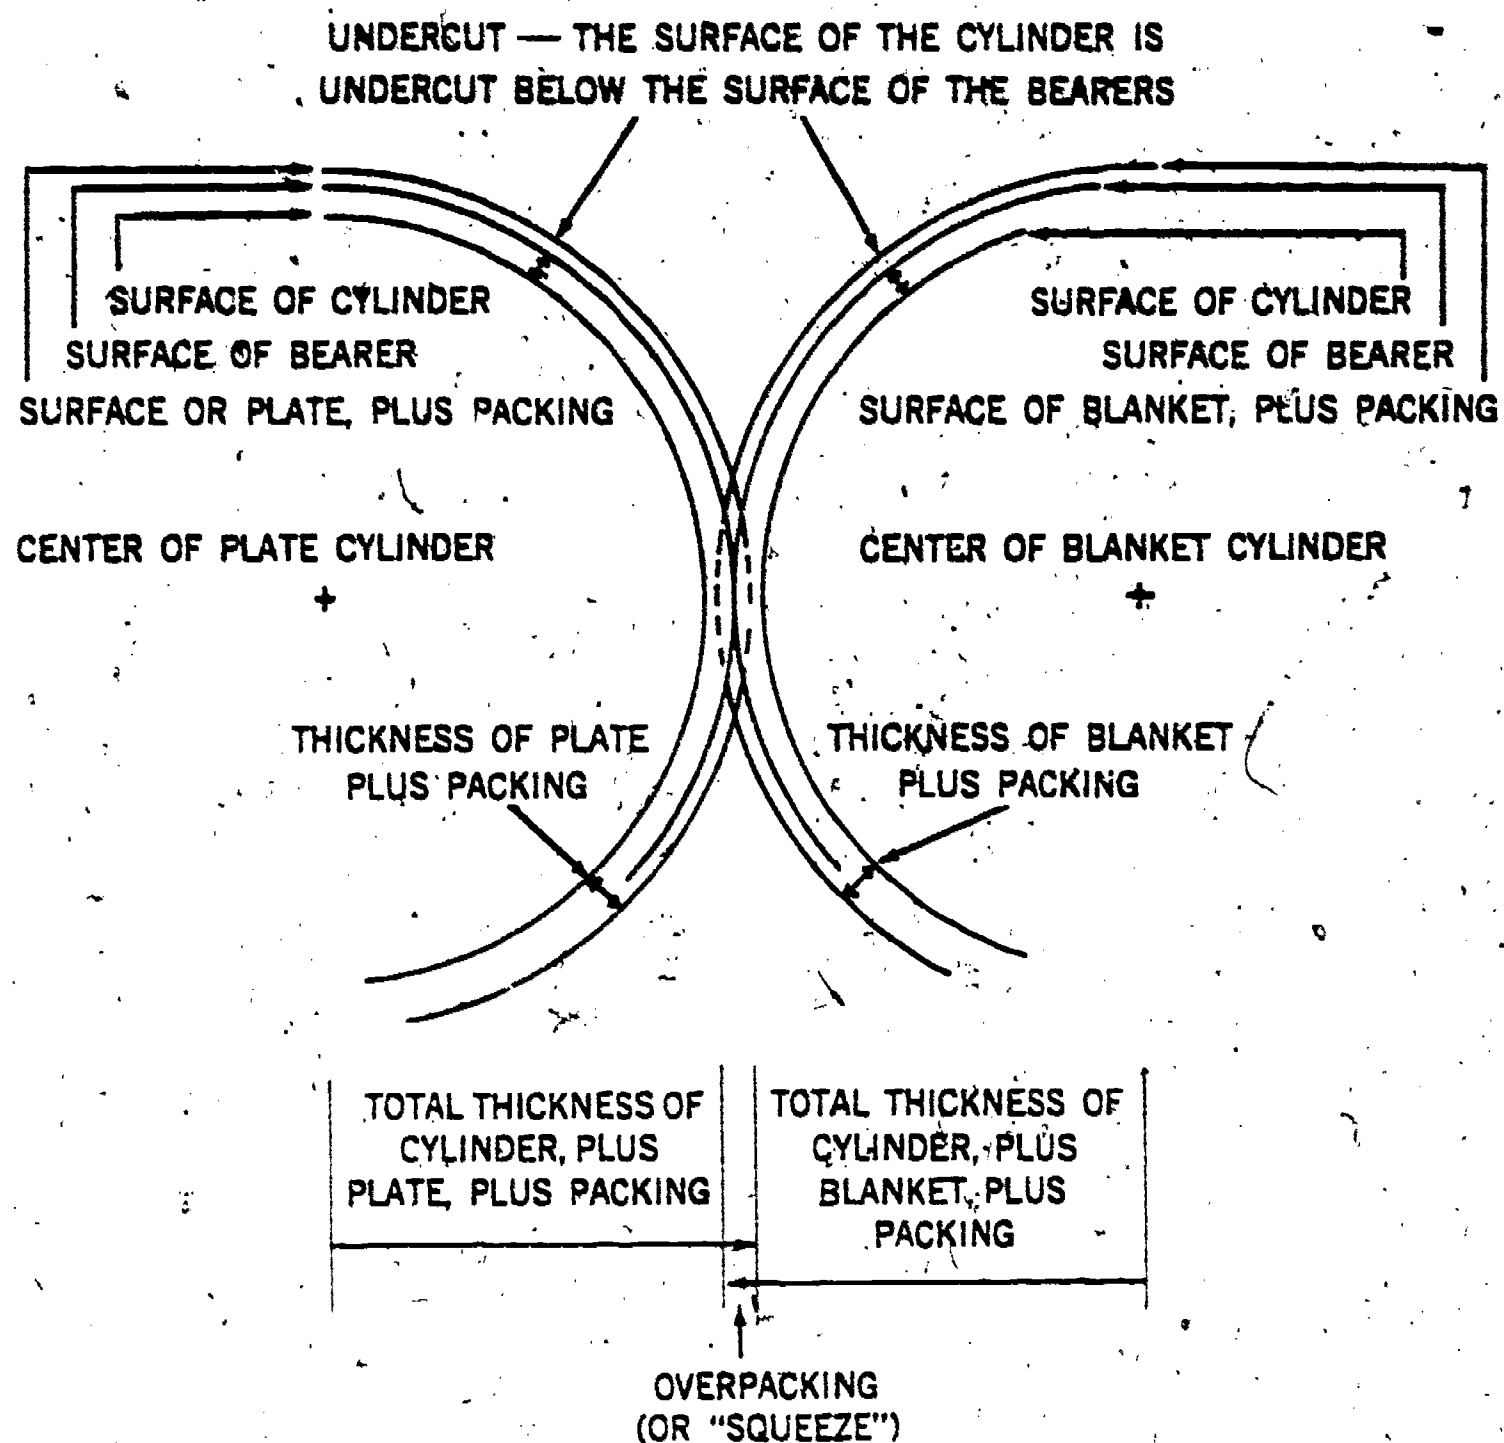 UNDERCUT — THE SURFACE OF THE CYLINDER IS
UNDERCUT BELOW THE SURFACE OF THE BEARERS
SURFACE OF CYLINDER
SURFACE OF BEARER
SURFACE OR PLATE, PLUS PACKING
SURFACE OF CYLINDER
SURFACE OF BEARER
SURFACE OF BLANKET, PLUS PACKING
CENTER OF PLATE CYLINDER
CENTER OF BLANKET CYLINDER
THICKNESS OF PLATE
PLUS PACKING
THICKNESS OF BLANKET
PLUS PACKING
TOTAL THICKNESS OF
CYLINDER, PLUS
PLATE, PLUS PACKING
TOTAL THICKNESS OF
CYLINDER, PLUS
BLANKET, PLUS
PACKING
OVERPACKING
(OR "SQUEEZE")